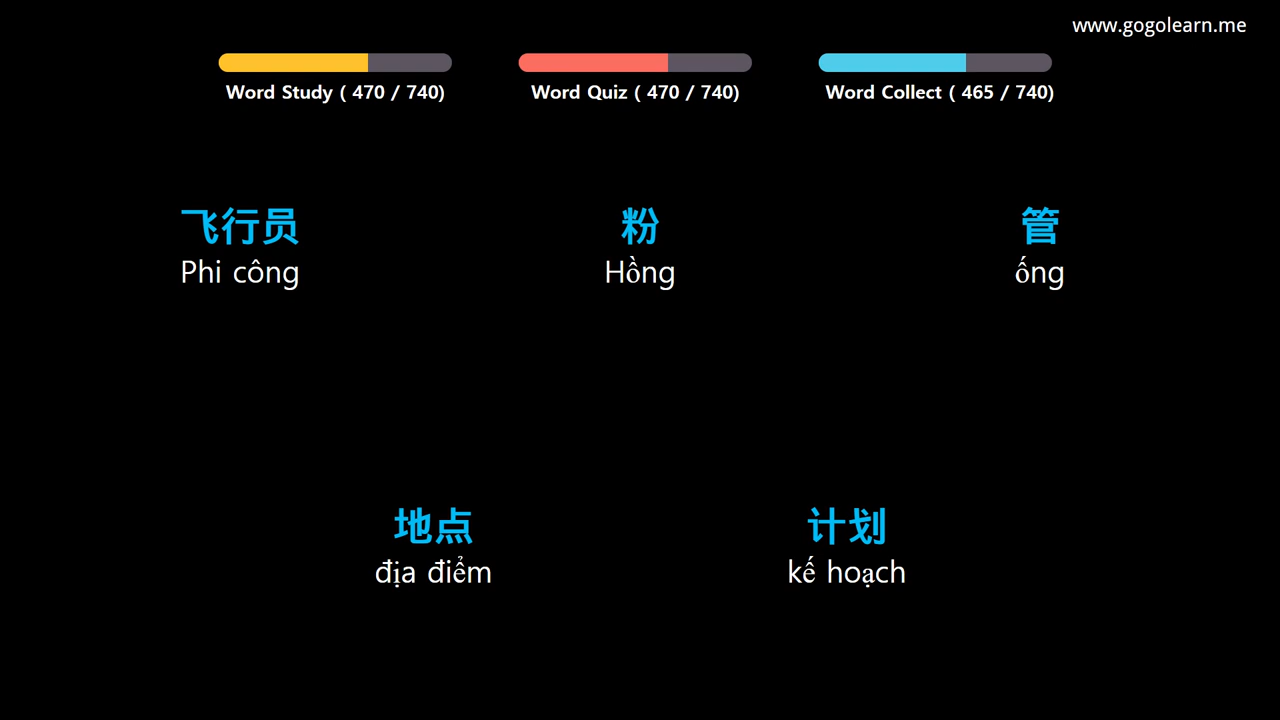 www.gogolearn.me
Word Study ( 470 / 740)
Word Quiz ( 470 / 740)
Word Collect ( 465 / 740)
飞行员
Phi công
粉
Hồng
管
ống
地点
địa điểm
计划
kế hoạch